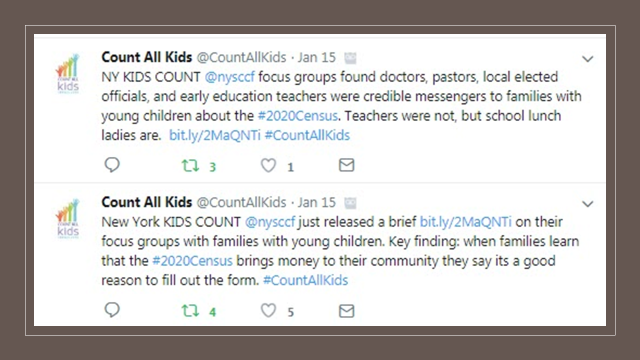 Count All Kids @CountAllKids · Jan 15
NY KIDS COUNT @nysccf focus groups found doctors, pastors, local elected
officials, and early education teachers were credible messengers to families with
young children about the #2020Census. Teachers were not, but school lunch
ladies are. bit.ly/2MaQNTi #CountAllKids
3
1
kids
Count All Kids @CountAllKids · Jan 15
New York KIDS COUNT @nysccf just released a brief bit.ly/2MaQNTi on their
focus groups with families with young children. Key finding: when families learn
that the #2020Census brings money to their community they say its a good
reason to fill out the form. #CountAllKids
4
5
kids